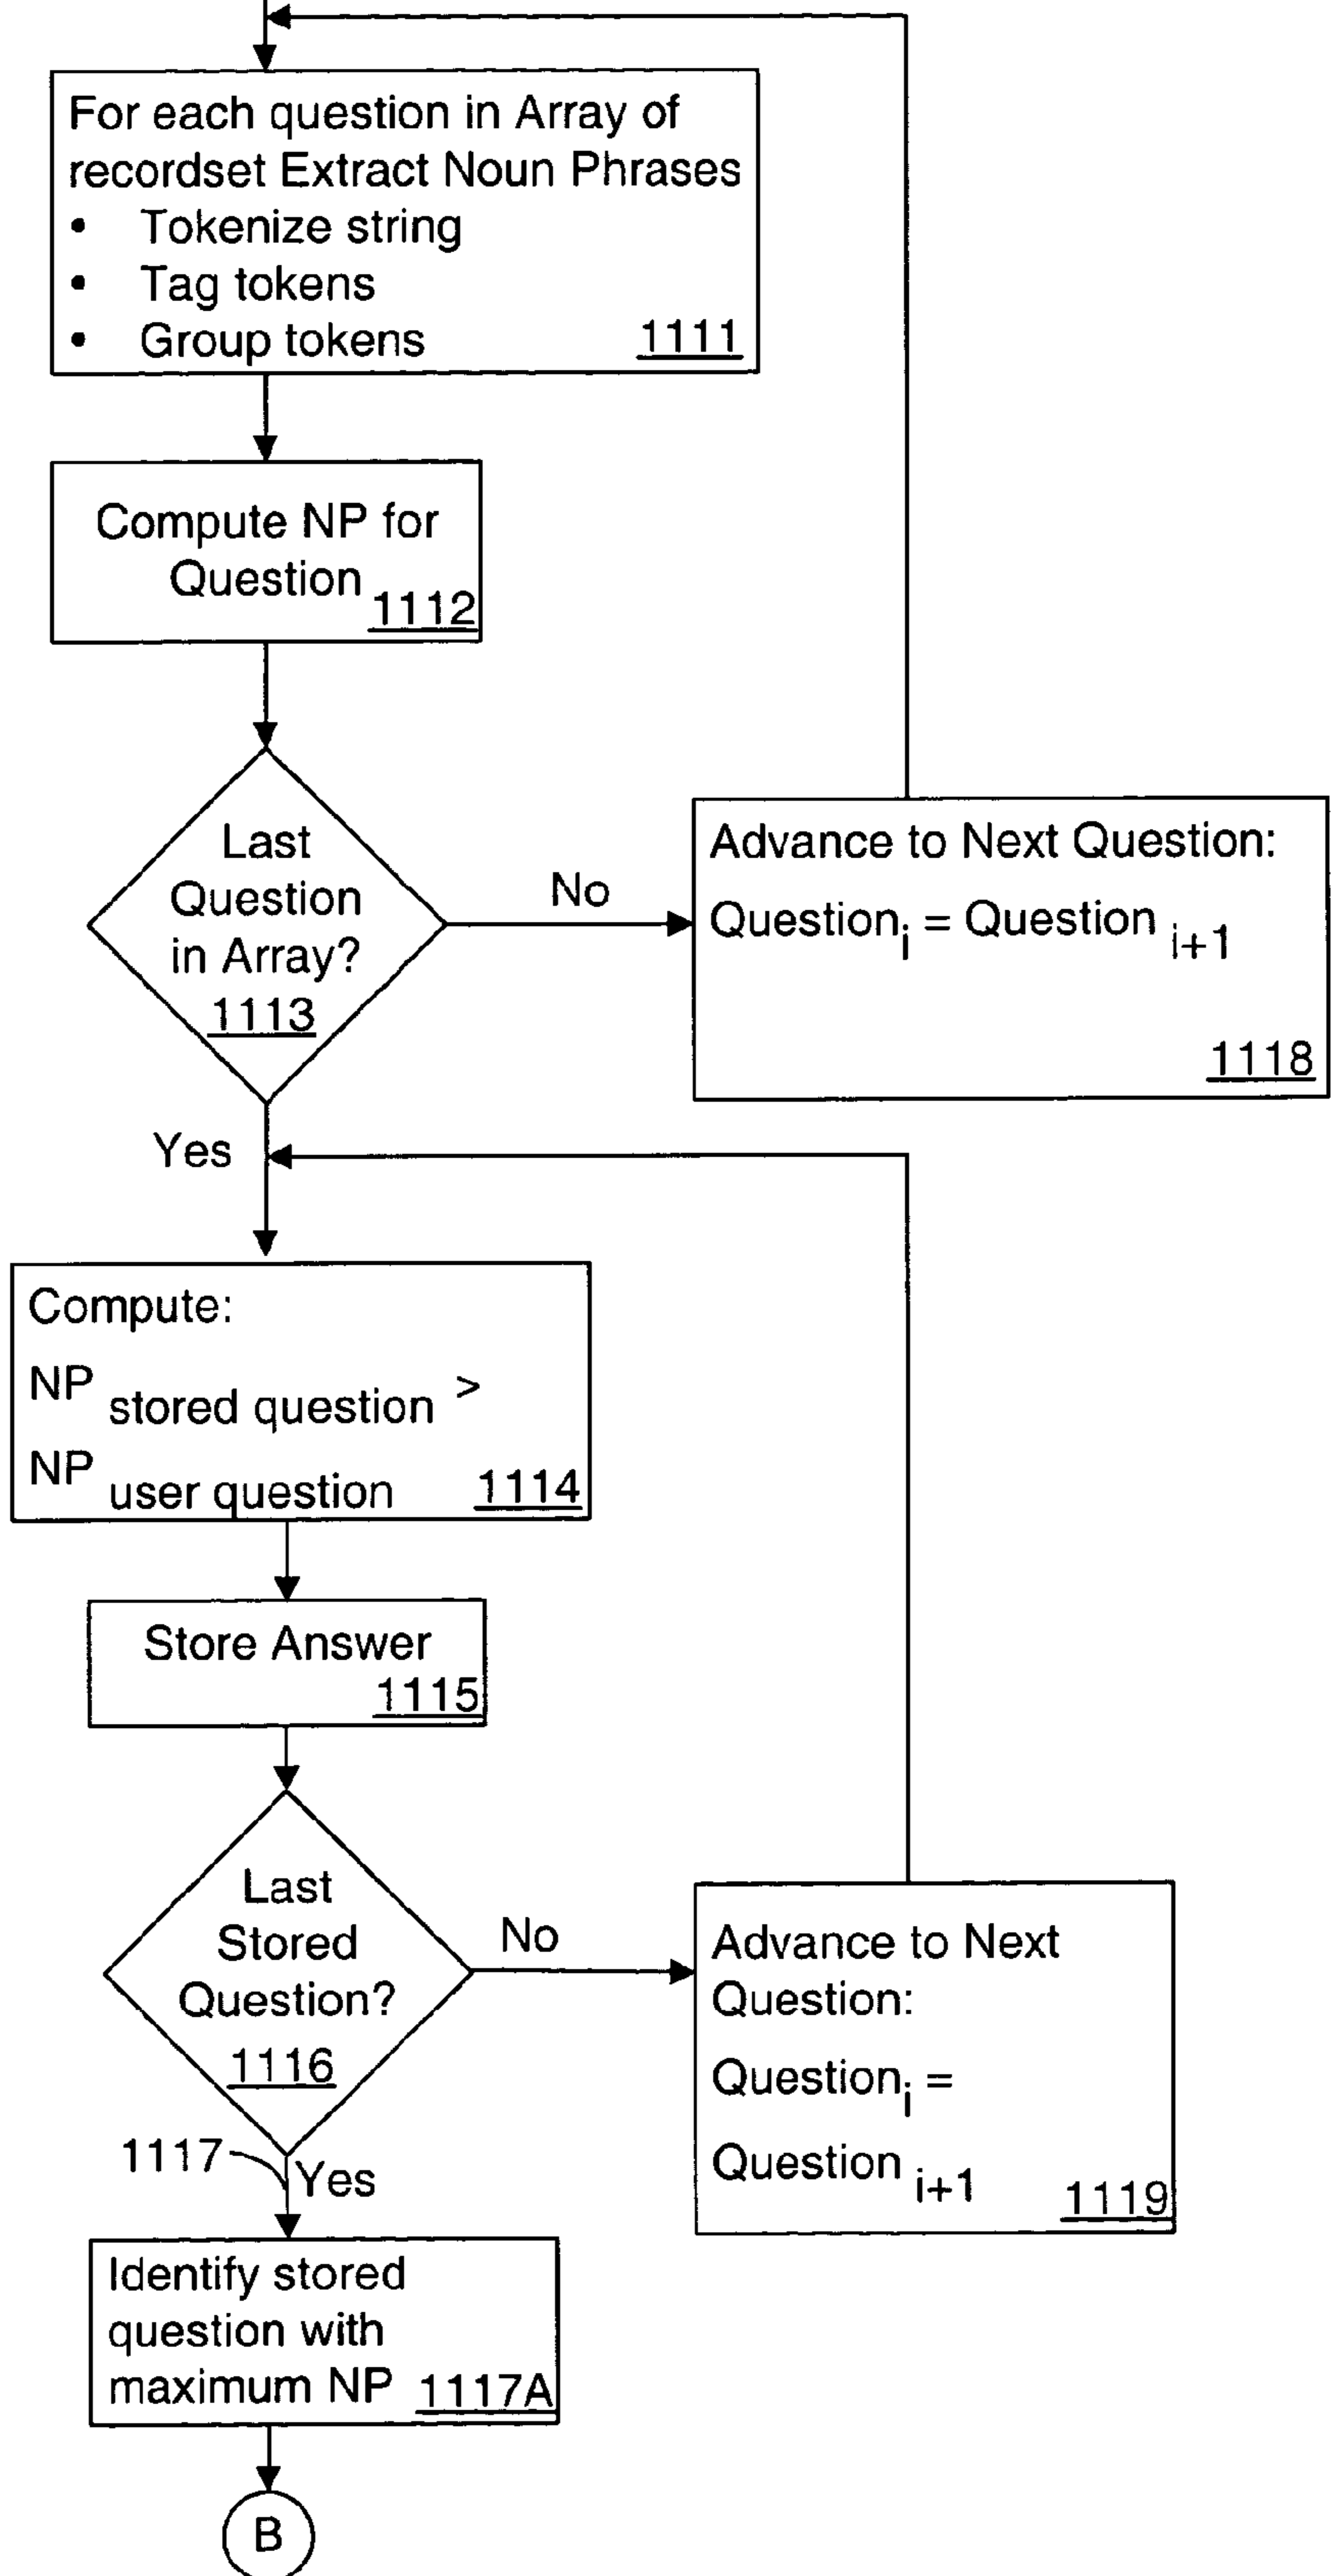 For each question in Array of
recordset Extract Noun Phrases
• Tokenize string
• Tag tokens
• Group tokens
1111
Compute NP for
Question
1112
Last
Question
in Array?
1113
No
Advance to Next Question:
Question i = Question i+1
1118
Yes
Compute:
NP stored question >
NP user question
1114
Store Answer
1115
Last
Stored
Question?
1116
No
Advance to Next
Question:
Question i =
Question i+1
1119
1117
Yes
Identify stored
question with
maximum NP
1117A
B